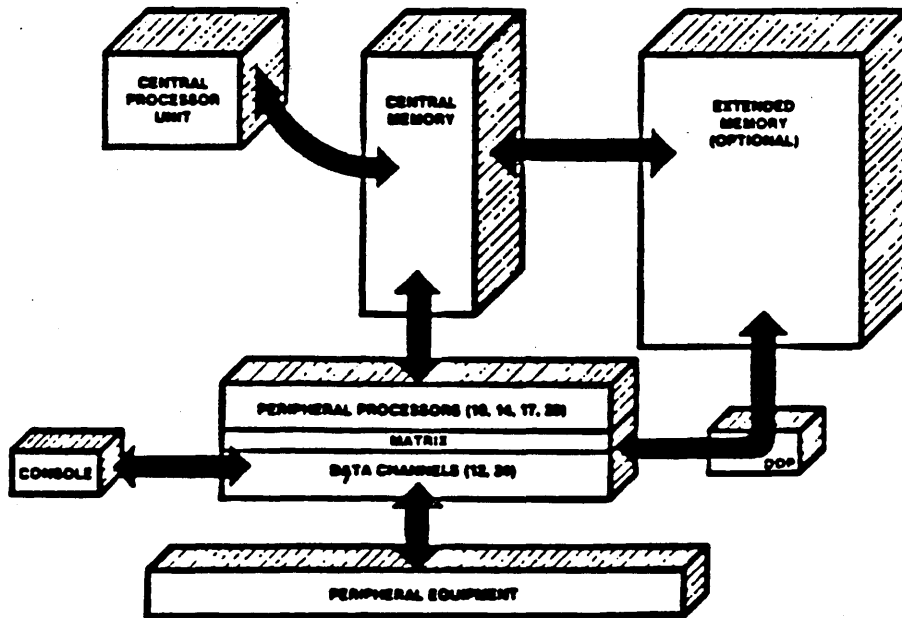 CENTRAL
PROCESSOR
UNIT
CENTRAL
MEMORY
EXTENDED
MEMORY
(OPTIONAL)
PERIPHERAL PROCESSORS (10, 14, 17, 20)
MATRIX
CONSOLE
DATA CHANNELS (12, 24)
DDP
PERIPHERAL EQUIPMENT